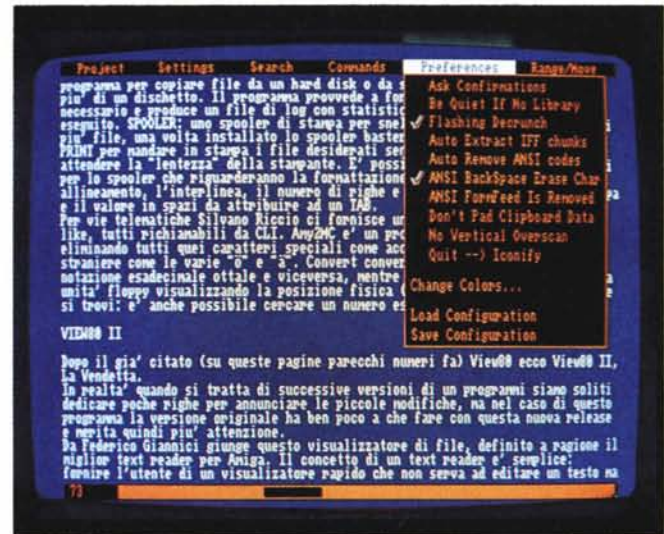 Project Settings Search Commands Preferences Range/Move
programma per copiare file da un hard disk o da s
piu' di un dischetto. Il programma provvede a for
necessario e produce un file di log con statistic
eseguito. SPOOLER: uno spooler di stampa per snel
piu' file, una volta installato lo spooler bastar
PRINT per mandare in stampa i file desiderati sen
attendere la "lentezza" della stampante. E' possi
per lo spooler che riguarderanno la formattazione
allineamento, l'interlinea, il numero di righe e
e il valore in spazi da attribuire ad un TAB.
Per vie telematiche Silvano Riccio ci fornisce un
like, tutti richiamabili da CLI. Amy2MC e' un pro
eliminando tutti quei caratteri speciali come acc
straniere come le varie "o" e "a". Convert conver
notazione esadecimale ottale e viceversa, mentre
unita' floppy visualizzando la posizione fisica (
si trovi: e' anche possibile cercare un numero es
Ask Confirmations
Be Quiet If No Library
Flashing Decrunch
Auto Extract IFF chunks
Auto Remove ANSI codes
ANSI BackSpace Erase Char
ANSI FormFeed Is Removed
Don't Pad Clipboard Data
No Vertical Overscan
Quit --> Iconify
Change Colors...
Load Configuration
Save Configuration
VIEW80 II
Dopo il gia' citato (su queste pagine parecchi numeri fa) View80 ecco View80 II,
La Vendetta.
In realta' quando si tratta di successive versioni di un programmi siamo soliti
dedicare poche righe per annunciare le piccole modifiche, ma nel caso di questo
programma la versione originale ha ben poco a che fare con questa nuova release
e merita quindi piu' attenzione.
Da Federico Giannici giunge questo visualizzatore di file, definito a ragione il
miglior text reader per Amiga. Il concetto di un text reader e' semplice:
fornire l'utente di un visualizatore rapido che non serva ad editare un testo ma
73